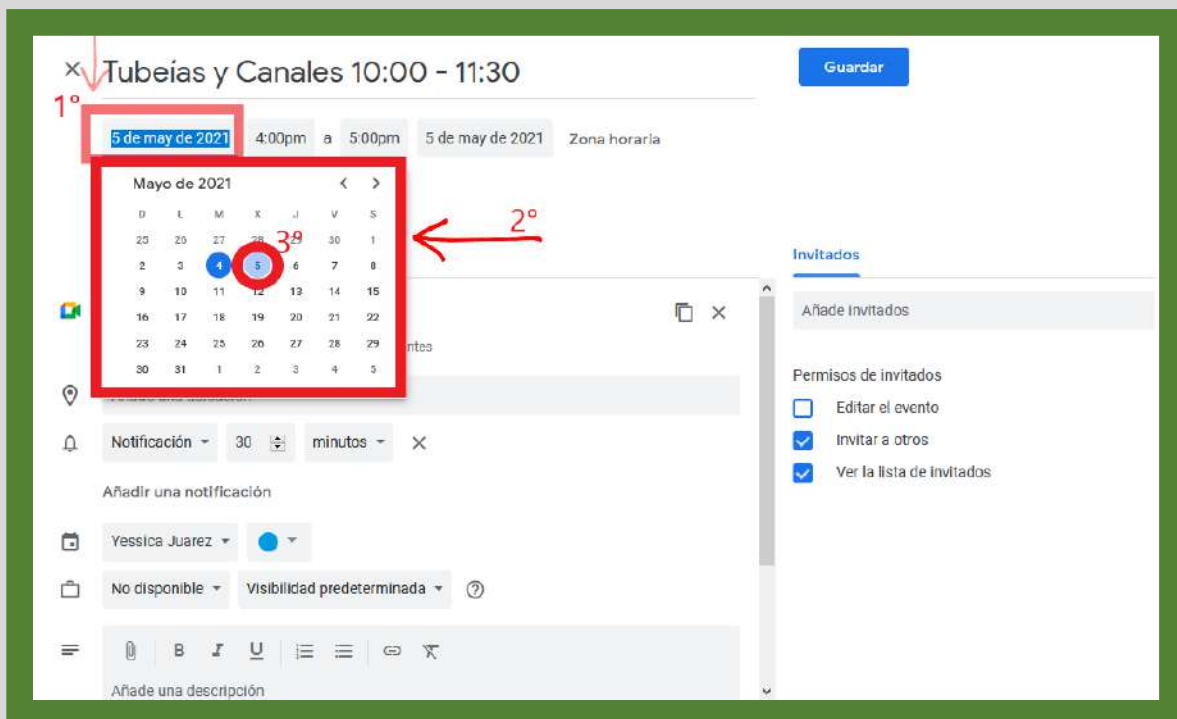 Tubeías y Canales 10:00 - 11:30
Guardar
1º
5 de may de 2021 4:00pm a 5:00pm 5 de may de 2021 Zona horaria
Mayo de 2021
D L M X J V S
25 26 27 28 29 30 1
2 3 4 5 6 7 8
9 10 11 12 13 14 15
16 17 18 19 20 21 22
23 24 25 26 27 28 29
30 31 1 2 3 4 5
3º
2º
Invitados
Añade invitados
Permisos de invitados
Editar el evento
Invitar a otros
Ver la lista de invitados
Notificación 30 minutos
Añadir una notificación
Yessica Juarez
No disponible Visibilidad predeterminada
B I U
Añade una descripción